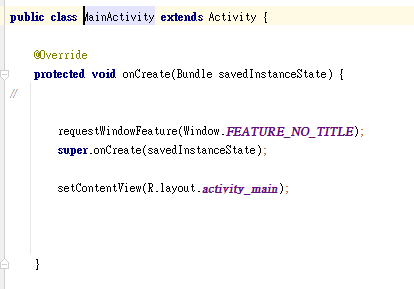 public class MainActivity extends Activity {
@Override
protected void onCreate(Bundle savedInstanceState) {
//
requestWindowFeature(Window.FEATURE_NO_TITLE);
super.onCreate(savedInstanceState);
setContentView(R.layout.activity_main);
}